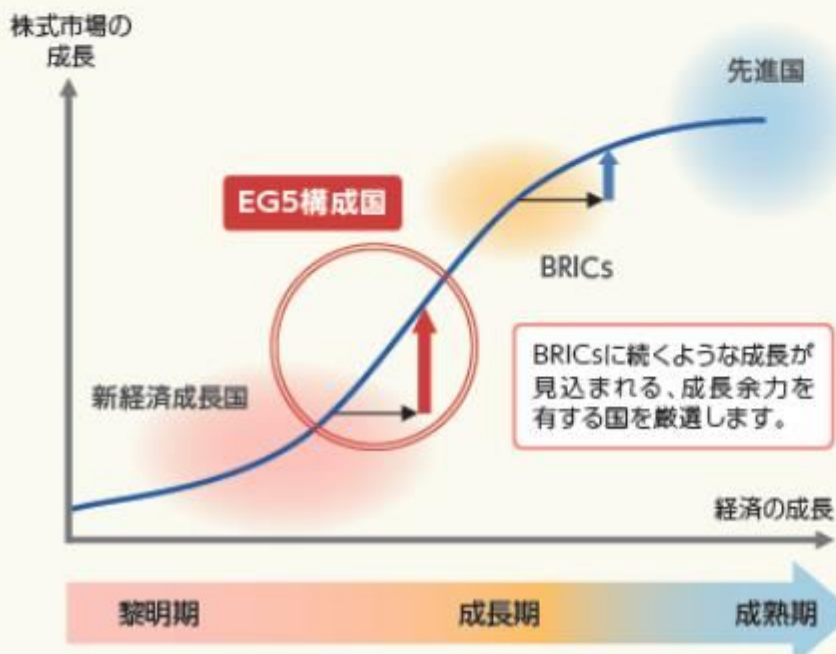 株式市場の
成長
先進国
EG5構成国
BRICs
BRICsに続くような成長が
見込まれる、成長余力を
有する国を厳選します。
新経済成長国
経済の成長
黎明期
成長期
成熟期